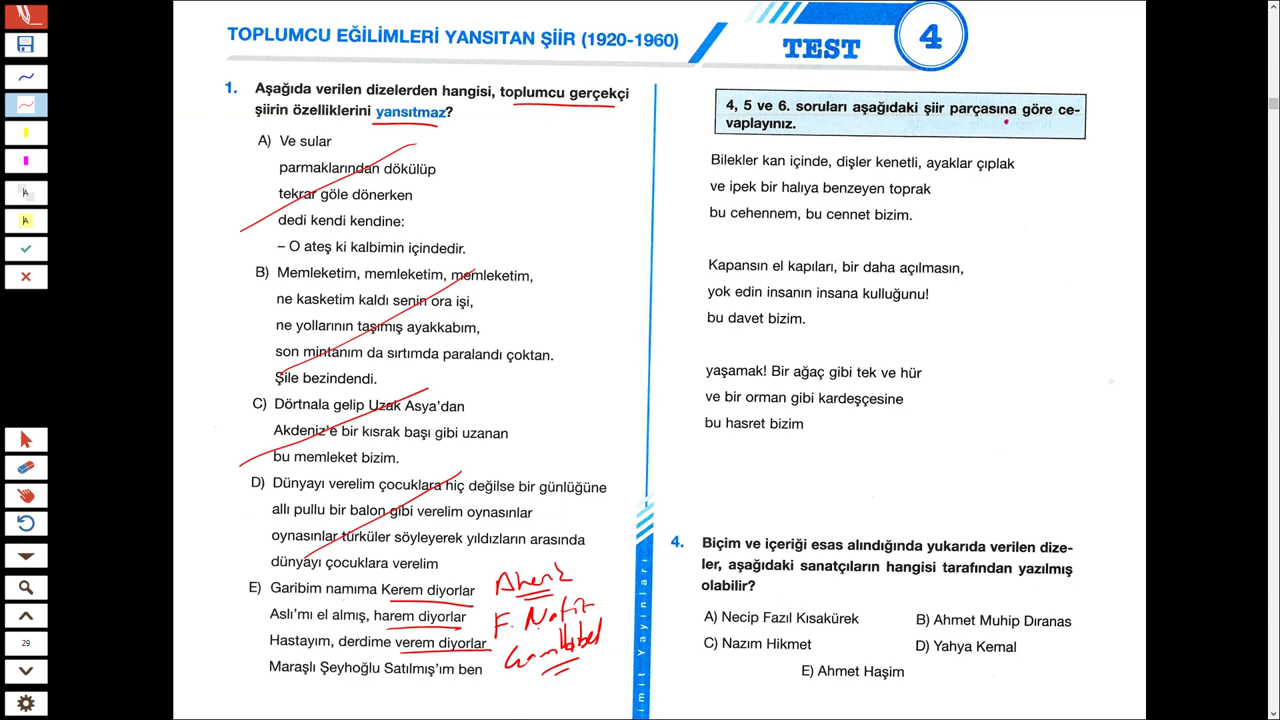 TOPLUMCU EĞİLİMLERİ YANSITAN ŞİİR (1920-1960)
TEST
4
1. Aşağıda verilen dizelerden hangisi, toplumcu gerçekçi
şiirin özelliklerini yansıtmaz?
A) Ve sular
parmaklarından dökülüp
tekrar göle dönerken
dedi kendi kendine:
– O ateş ki kalbimin içindedir.
B) Memleketim, memleketim, memleketim,
ne kasketim kaldı senin ora işi,
ne yollarının taşımış ayakkabım,
son mintanım da sırtımda paralandı çoktan.
Şile bezindendi.
C) Dörtnala gelip Uzak Asya'dan
Akdeniz'e bir kısrak başı gibi uzanan
bu memleket bizim.
D) Dünyayı verelim çocuklara hiç değilse bir günlüğüne
allı pullu bir balon gibi verelim oynasınlar
oynasınlar türküler söyleyerek yıldızların arasında
dünyayı çocuklara verelim
E) Garibim namıma Kerem diyorlar
Aslı'mı el almış, harem diyorlar
Hastayım, derdime verem diyorlar
Maraşlı Şeyhoğlu Satılmış'ım ben
F. Nafiz
imit Yayınları
4, 5 ve 6. soruları aşağıdaki şiir parçasına göre ce-
vaplayınız.
Bilekler kan içinde, dişler kenetli, ayaklar çıplak
ve ipek bir halıya benzeyen toprak
bu cehennem, bu cennet bizim.
Kapansın el kapıları, bir daha açılmasın,
yok edin insanın insana kulluğunu!
bu davet bizim.
yaşamak! Bir ağaç gibi tek ve hür
ve bir orman gibi kardeşçesine
bu hasret bizim
4. Biçim ve içeriği esas alındığında yukarıda verilen dize-
ler, aşağıdaki sanatçıların hangisi tarafından yazılmış
olabilir?
A) Necip Fazıl Kısakürek B) Ahmet Muhip Dıranas
C) Nazım Hikmet D) Yahya Kemal
E) Ahmet Haşim
29